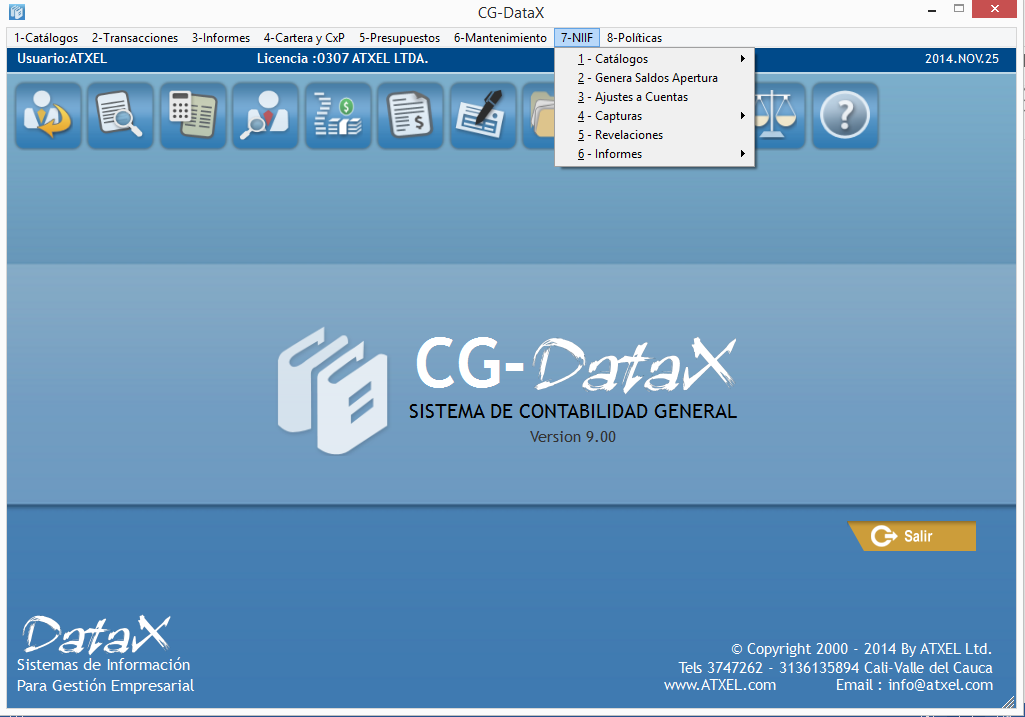 CG-DataX
1-Catálogos 2-Transacciones 3-Informes 4-Cartera y CxP 5-Presupuestos 6-Mantenimiento 7-NIIF 8-Políticas
Usuario:ATXEL Licencia :0307 ATXEL LTDA. 2014.NOV.25
1 - Catálogos
2 - Genera Saldos Apertura
3 - Ajustes a Cuentas
4 - Capturas
5 - Revelaciones
6 - Informes
CG-DataX
SISTEMA DE CONTABILIDAD GENERAL
Version 9.00
Salir
DataX
Sistemas de Información
Para Gestión Empresarial
© Copyright 2000 - 2014 By ATXEL Ltd.
Tels 3747262 - 3136135894 Cali-Valle del Cauca
www.ATXEL.com Email : info@atxel.com